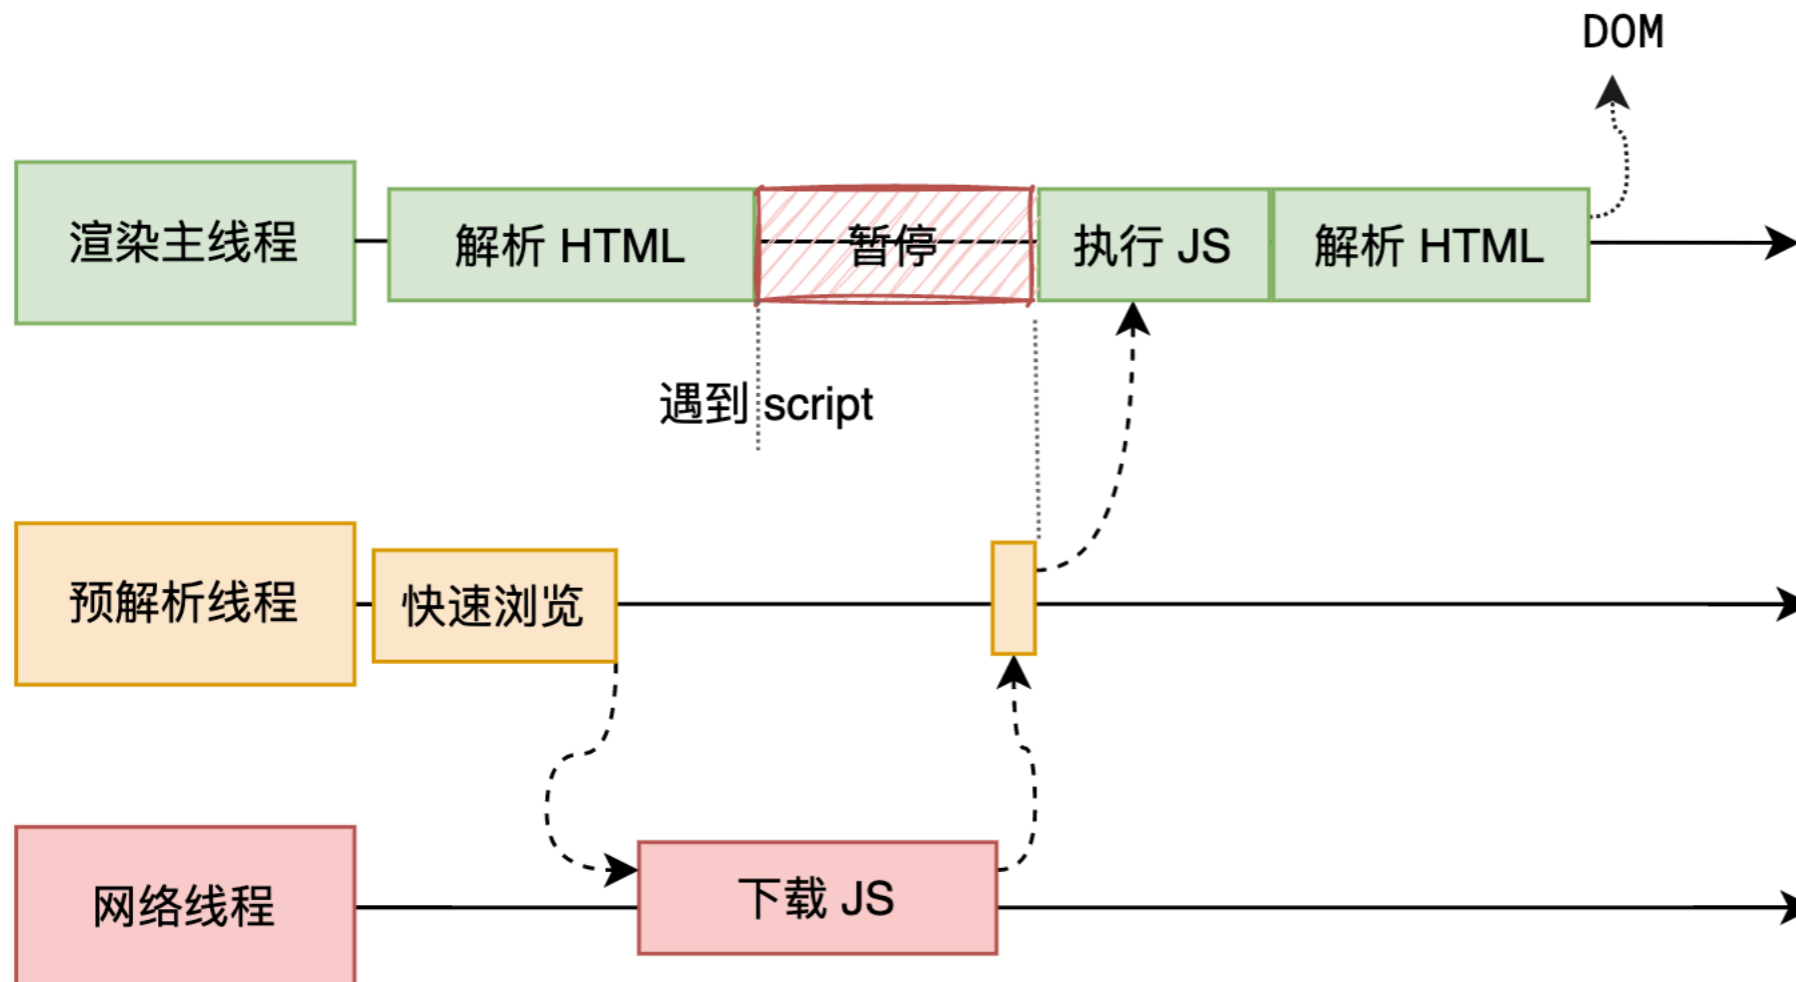 DOM
渲染主线程
解析 HTML
暂停
执行 JS
解析 HTML
遇到 script
预解析线程
快速浏览
网络线程
下载 JS